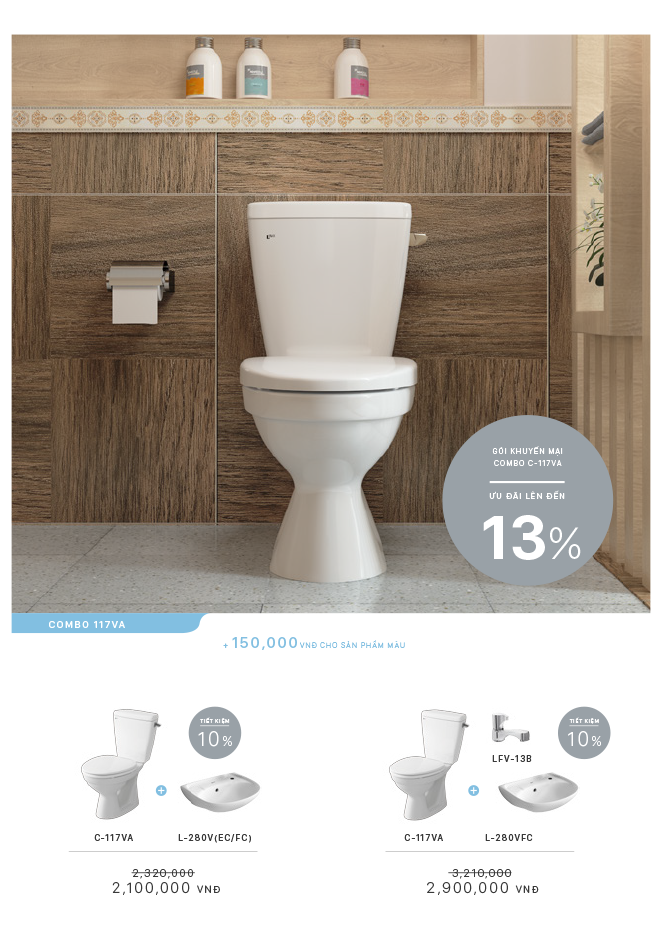 GÓI KHUYẾN MẠI
COMBO C-117VA
ƯU ĐÃI LÊN ĐẾN
13%
COMBO 117VA
+ 150,000 VNĐ CHO SẢN PHẨM MÀU
TIẾT KIỆM
10%
TIẾT KIỆM
10%
LFV-13B
+
+
C-117VA
L-280V(EC/FC)
C-117VA
L-280VFC
2,320,000
2,100,000 VNĐ
3,210,000
2,900,000 VNĐ